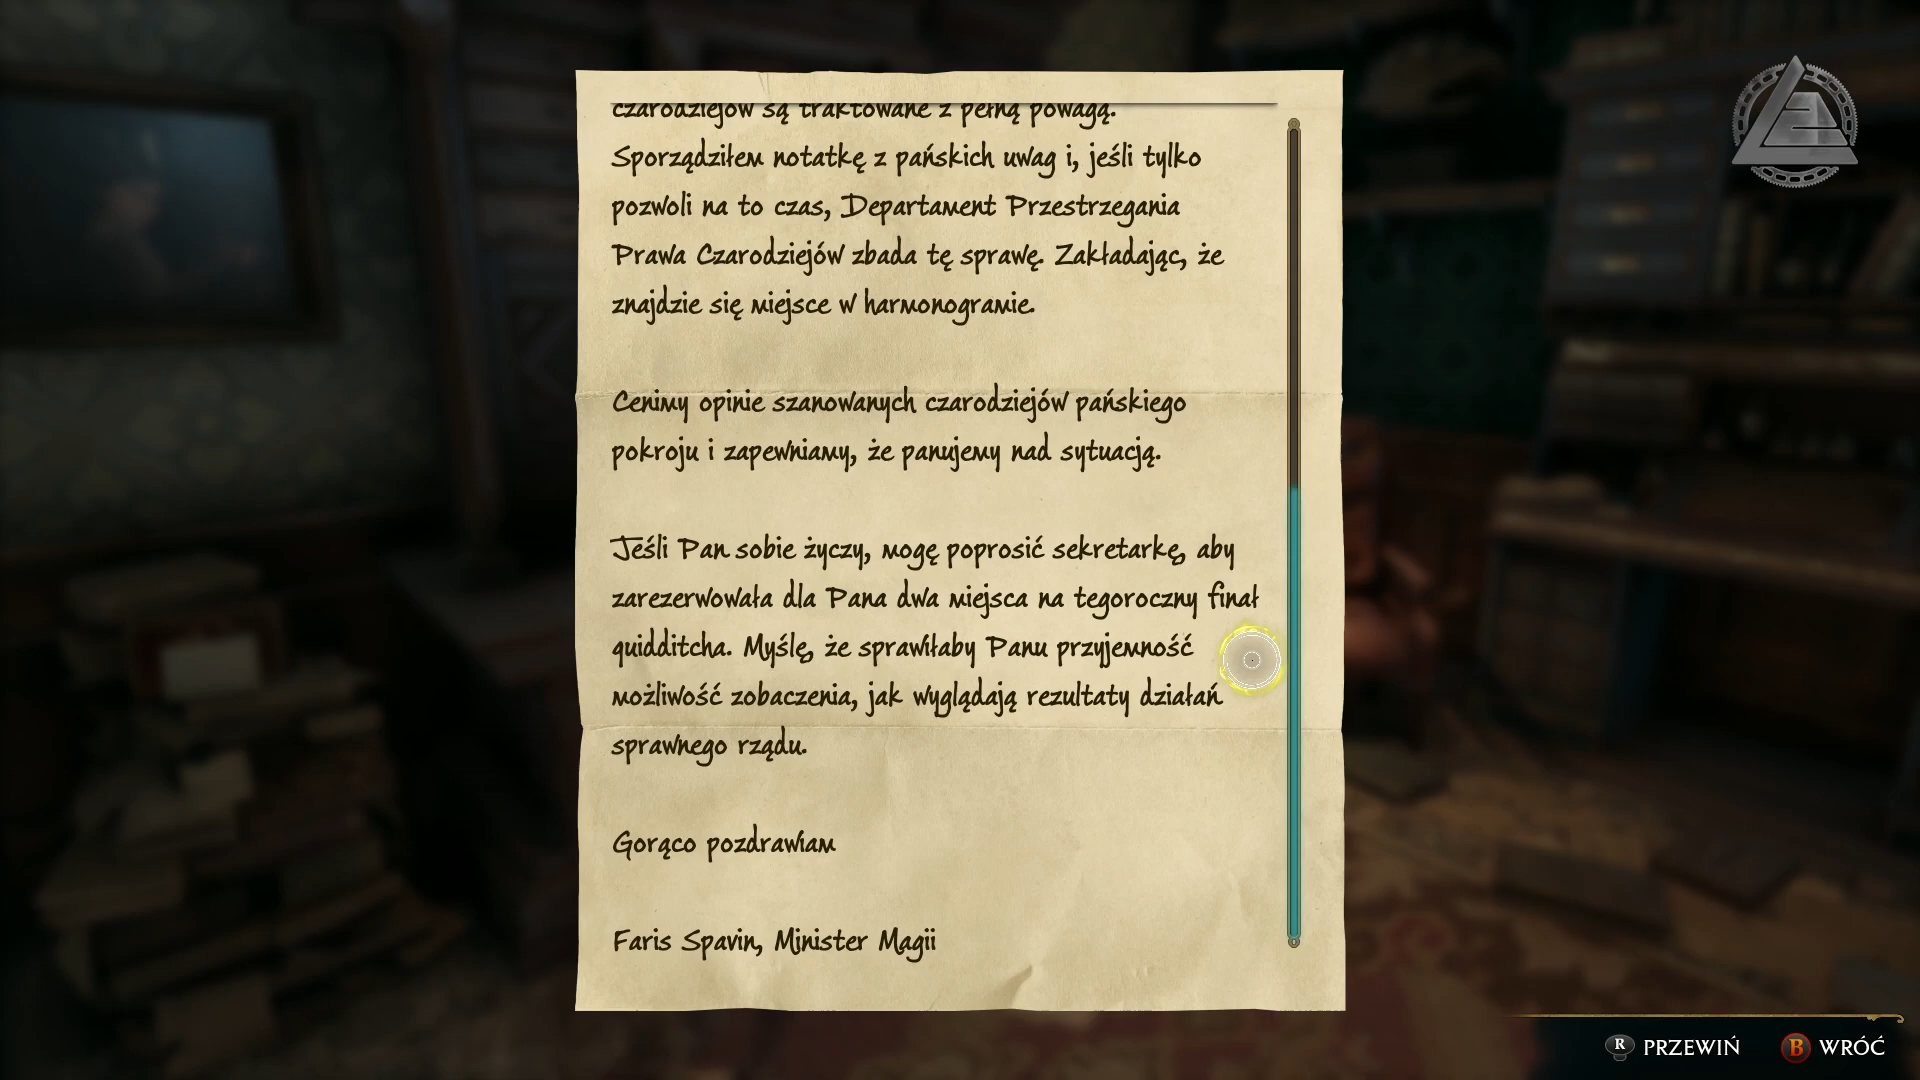 czarodziejów są traktowane z pełną powagą.
Sporządziłem notatkę z pańskich uwag i, jeśli tylko
pozwoli na to czas, Departament Przestrzegania
Prawa Czarodziejów zbada tę sprawę. Zakładając, że
znajdzie się miejsce w harmonogramie.
Cenimy opinie szanowanych czarodziejów pańskiego
pokroju i zapewniamy, że panujemy nad sytuacją.
Jeśli Pan sobie życzy, mogę poprosić sekretarkę, aby
zarezerwowała dla Pana dwa miejsca na tegoroczny finał
quidditcha. Myślę, że sprawiłaby Panu przyjemność
możliwość zobaczenia, jak wyglądają rezultaty działań
sprawnego rządu.
Gorąco pozdrawiam
Faris Spavin, Minister Magii
R PRZEWIŃ B WRÓĆ